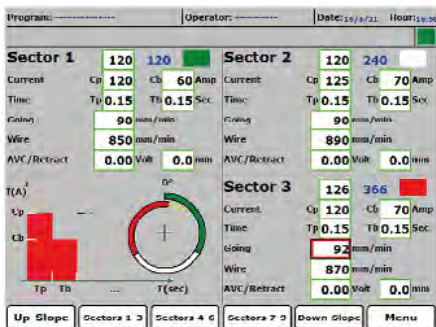 Program: ---------------- Operator: -------------- Date: 16/9/21 Hour:
Sector 1 120 120
Current Cp 120 Cb 60 Amp
Time Tp 0.15 Tb 0.15 Sec
Going 90 mm/min
Wire 850 mm/min
AVC/Retract 0.00 Volt 0.0 mm
Sector 2 120 240
Current Cp 125 Cb 70 Amp
Time Tp 0.15 Tb 0.15 Sec
Going 90 mm/min
Wire 890 mm/min
AVC/Retract 0.00 Volt 0.0 mm
I(A)
Cp
Cb
Tp Tb ... T(sec)
0°
Sector 3 126 366
Current Cp 120 Cb 70 Amp
Time Tp 0.15 Tb 0.15 Sec
Going 92 mm/min
Wire 870 mm/min
AVC/Retract 0.00 Volt 0.0 mm
Up Slope Sectors 1-3 Sectors 4-6 Sectors 7-9 Down Slope Menu